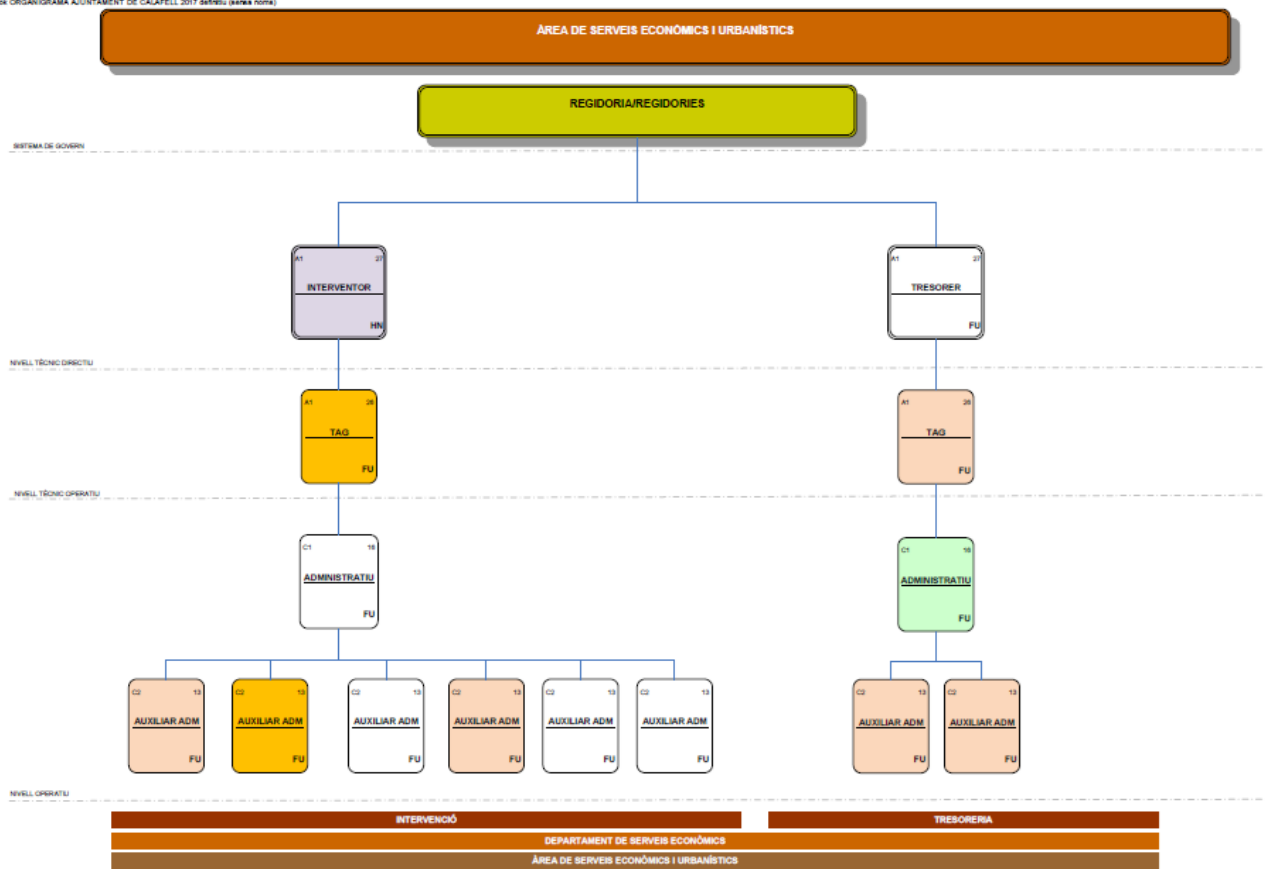 ORGANIGRAMA AJUNTAMENT DE CALAFELL 2017 definitiu (sense noms)
ÀREA DE SERVEIS ECONÒMICS I URBANÍSTICS
REGIDORIA/REGIDORIES
SISTEMA DE GOVERN
A1 27
INTERVENTOR
HN
A1 27
TRESORER
FU
NIVELL TÈCNIC DIRECTIU
A1 26
TAG
FU
A1 26
TAG
FU
NIVELL TÈCNIC OPERATIU
C1 16
ADMINISTRATIU
FU
C1 16
ADMINISTRATIU
FU
C2 13
AUXILIAR ADM
FU
C2 13
AUXILIAR ADM
FU
C2 13
AUXILIAR ADM
FU
C2 13
AUXILIAR ADM
FU
C2 13
AUXILIAR ADM
FU
C2 13
AUXILIAR ADM
FU
C2 13
AUXILIAR ADM
FU
C2 13
AUXILIAR ADM
FU
NIVELL OPERATIU
INTERVENCIÓ
TRESORERIA
DEPARTAMENT DE SERVEIS ECONÒMICS
ÀREA DE SERVEIS ECONÒMICS I URBANÍSTICS